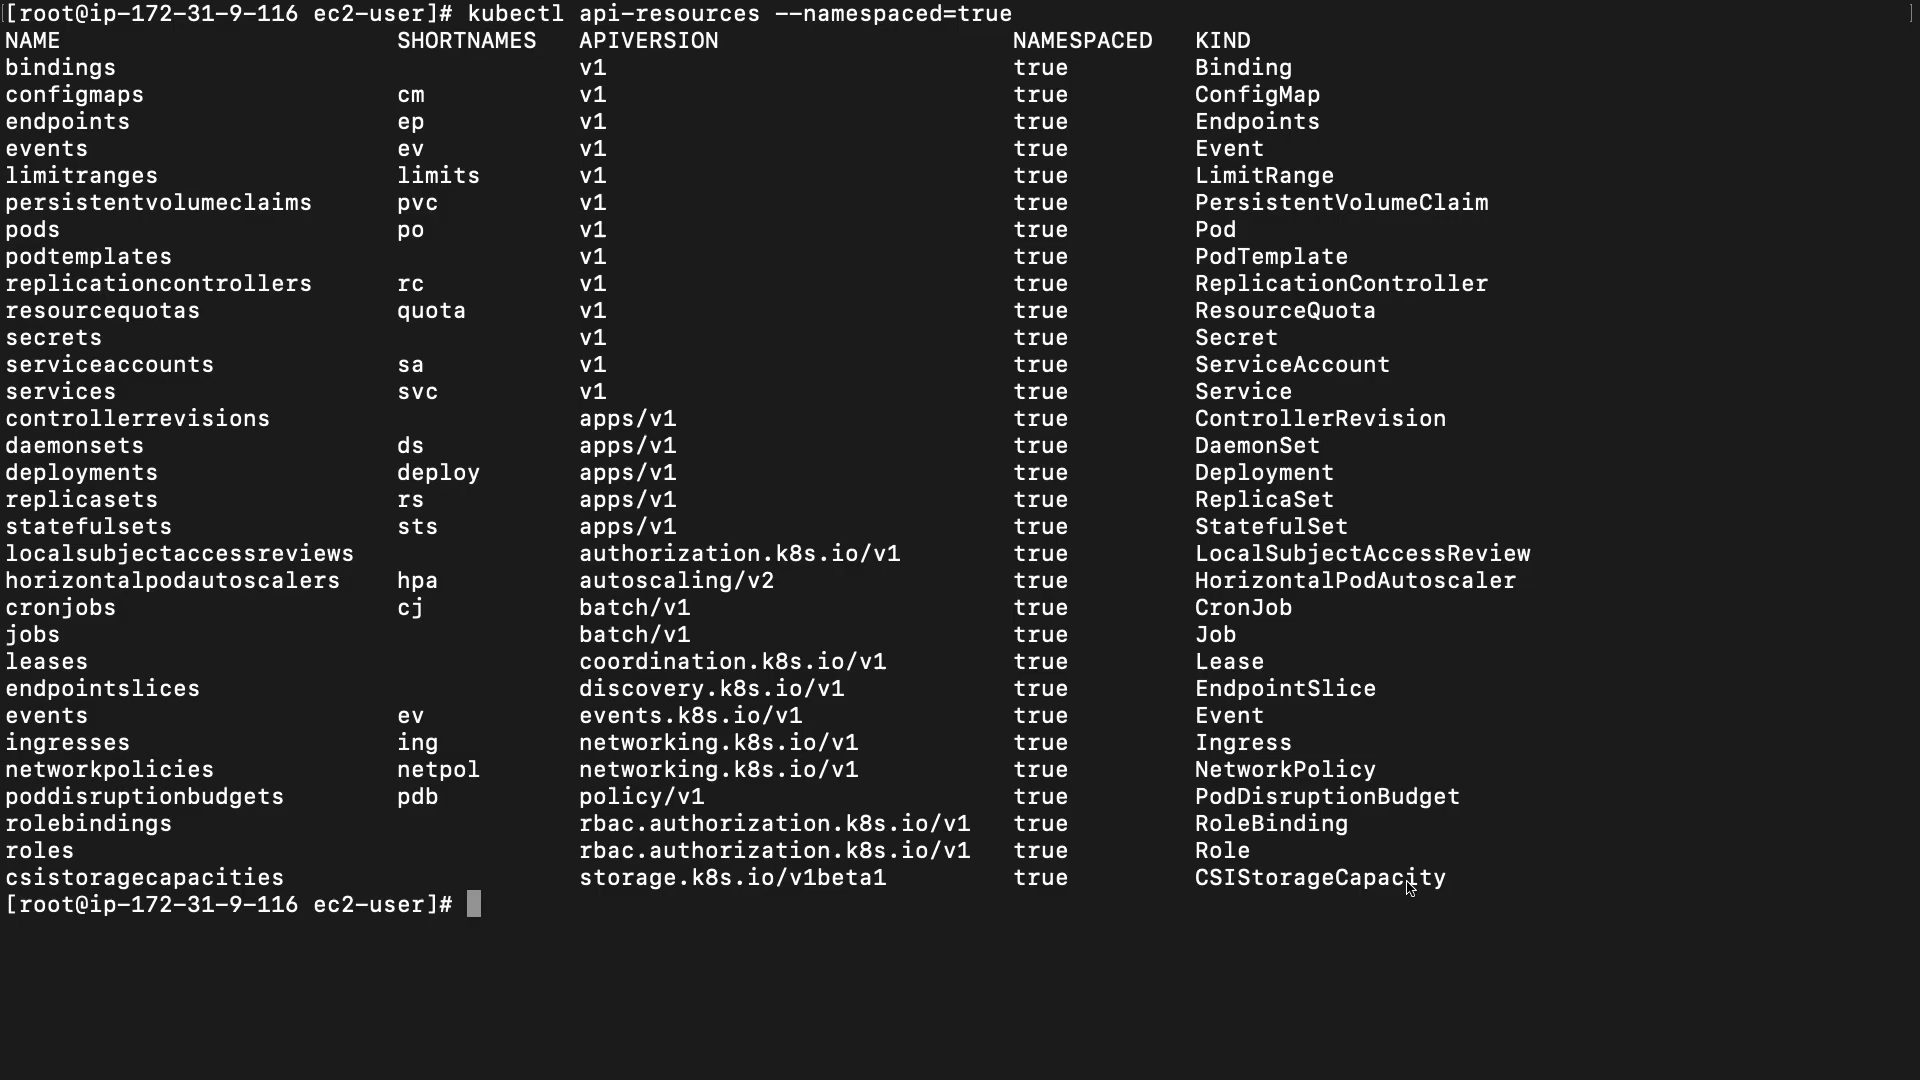 [root@ip-172-31-9-116 ec2-user]# kubectl api-resources --namespaced=true
NAME SHORTNAMES APIVERSION NAMESPACED KIND
bindings v1 true Binding
configmaps cm v1 true ConfigMap
endpoints ep v1 true Endpoints
events ev v1 true Event
limitranges limits v1 true LimitRange
persistentvolumeclaims pvc v1 true PersistentVolumeClaim
pods po v1 true Pod
podtemplates v1 true PodTemplate
replicationcontrollers rc v1 true ReplicationController
resourcequotas quota v1 true ResourceQuota
secrets v1 true Secret
serviceaccounts sa v1 true ServiceAccount
services svc v1 true Service
controllerrevisions apps/v1 true ControllerRevision
daemonsets ds apps/v1 true DaemonSet
deployments deploy apps/v1 true Deployment
replicasets rs apps/v1 true ReplicaSet
statefulsets sts apps/v1 true StatefulSet
localsubjectaccessreviews authorization.k8s.io/v1 true LocalSubjectAccessReview
horizontalpodautoscalers hpa autoscaling/v2 true HorizontalPodAutoscaler
cronjobs cj batch/v1 true CronJob
jobs batch/v1 true Job
leases coordination.k8s.io/v1 true Lease
endpointslices discovery.k8s.io/v1 true EndpointSlice
events ev events.k8s.io/v1 true Event
ingresses ing networking.k8s.io/v1 true Ingress
networkpolicies netpol networking.k8s.io/v1 true NetworkPolicy
poddisruptionbudgets pdb policy/v1 true PodDisruptionBudget
rolebindings rbac.authorization.k8s.io/v1 true RoleBinding
roles rbac.authorization.k8s.io/v1 true Role
csistoragecapacities storage.k8s.io/v1beta1 true CSIStorageCapacity
[root@ip-172-31-9-116 ec2-user]#